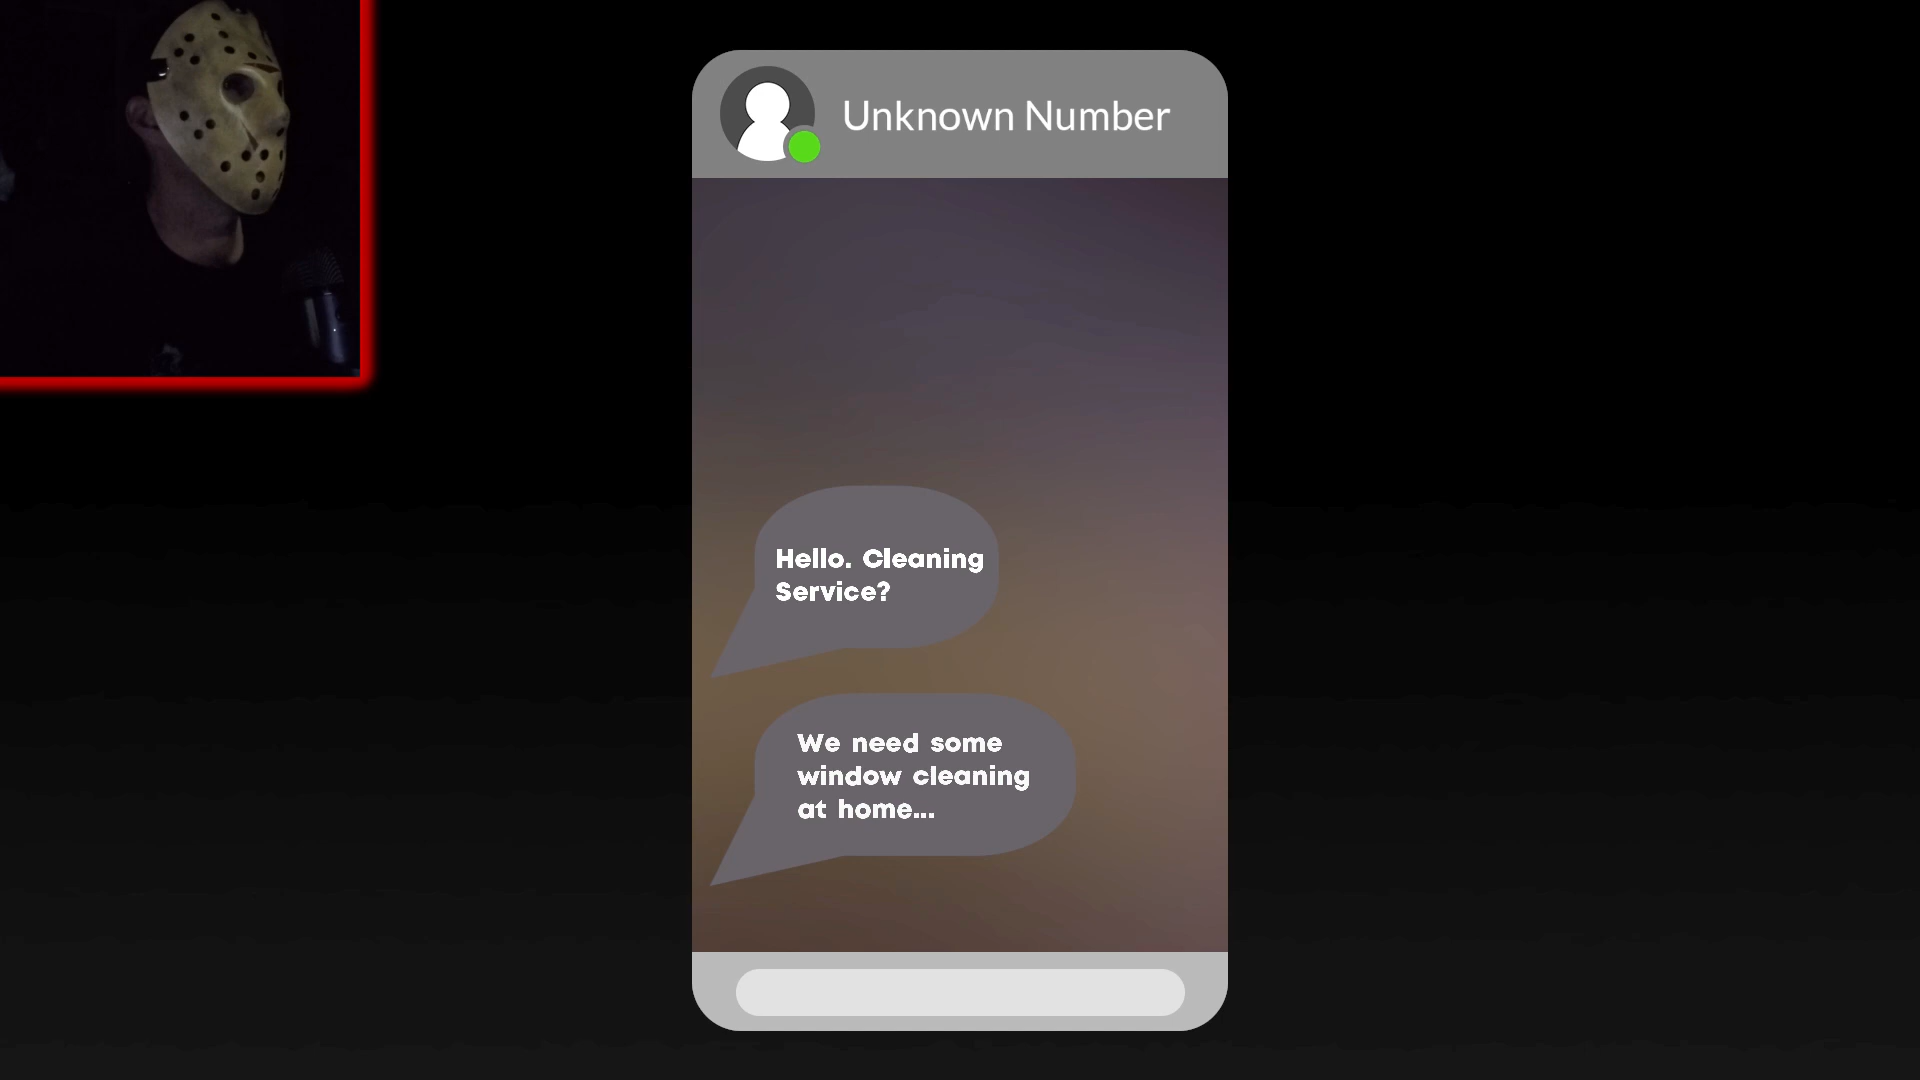 Unknown Number
Hello. Cleaning
Service?
We need some
window cleaning
at home...